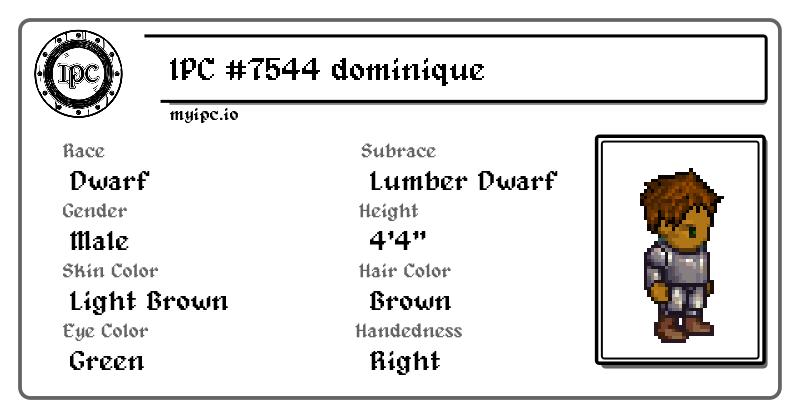 IPC
IPC #7544 dominique
myipc.io
Race
Dwarf
Subrace
Lumber Dwarf
Gender
Male
Height
4'4"
Skin Color
Light Brown
Hair Color
Brown
Eye Color
Green
Handedness
Right